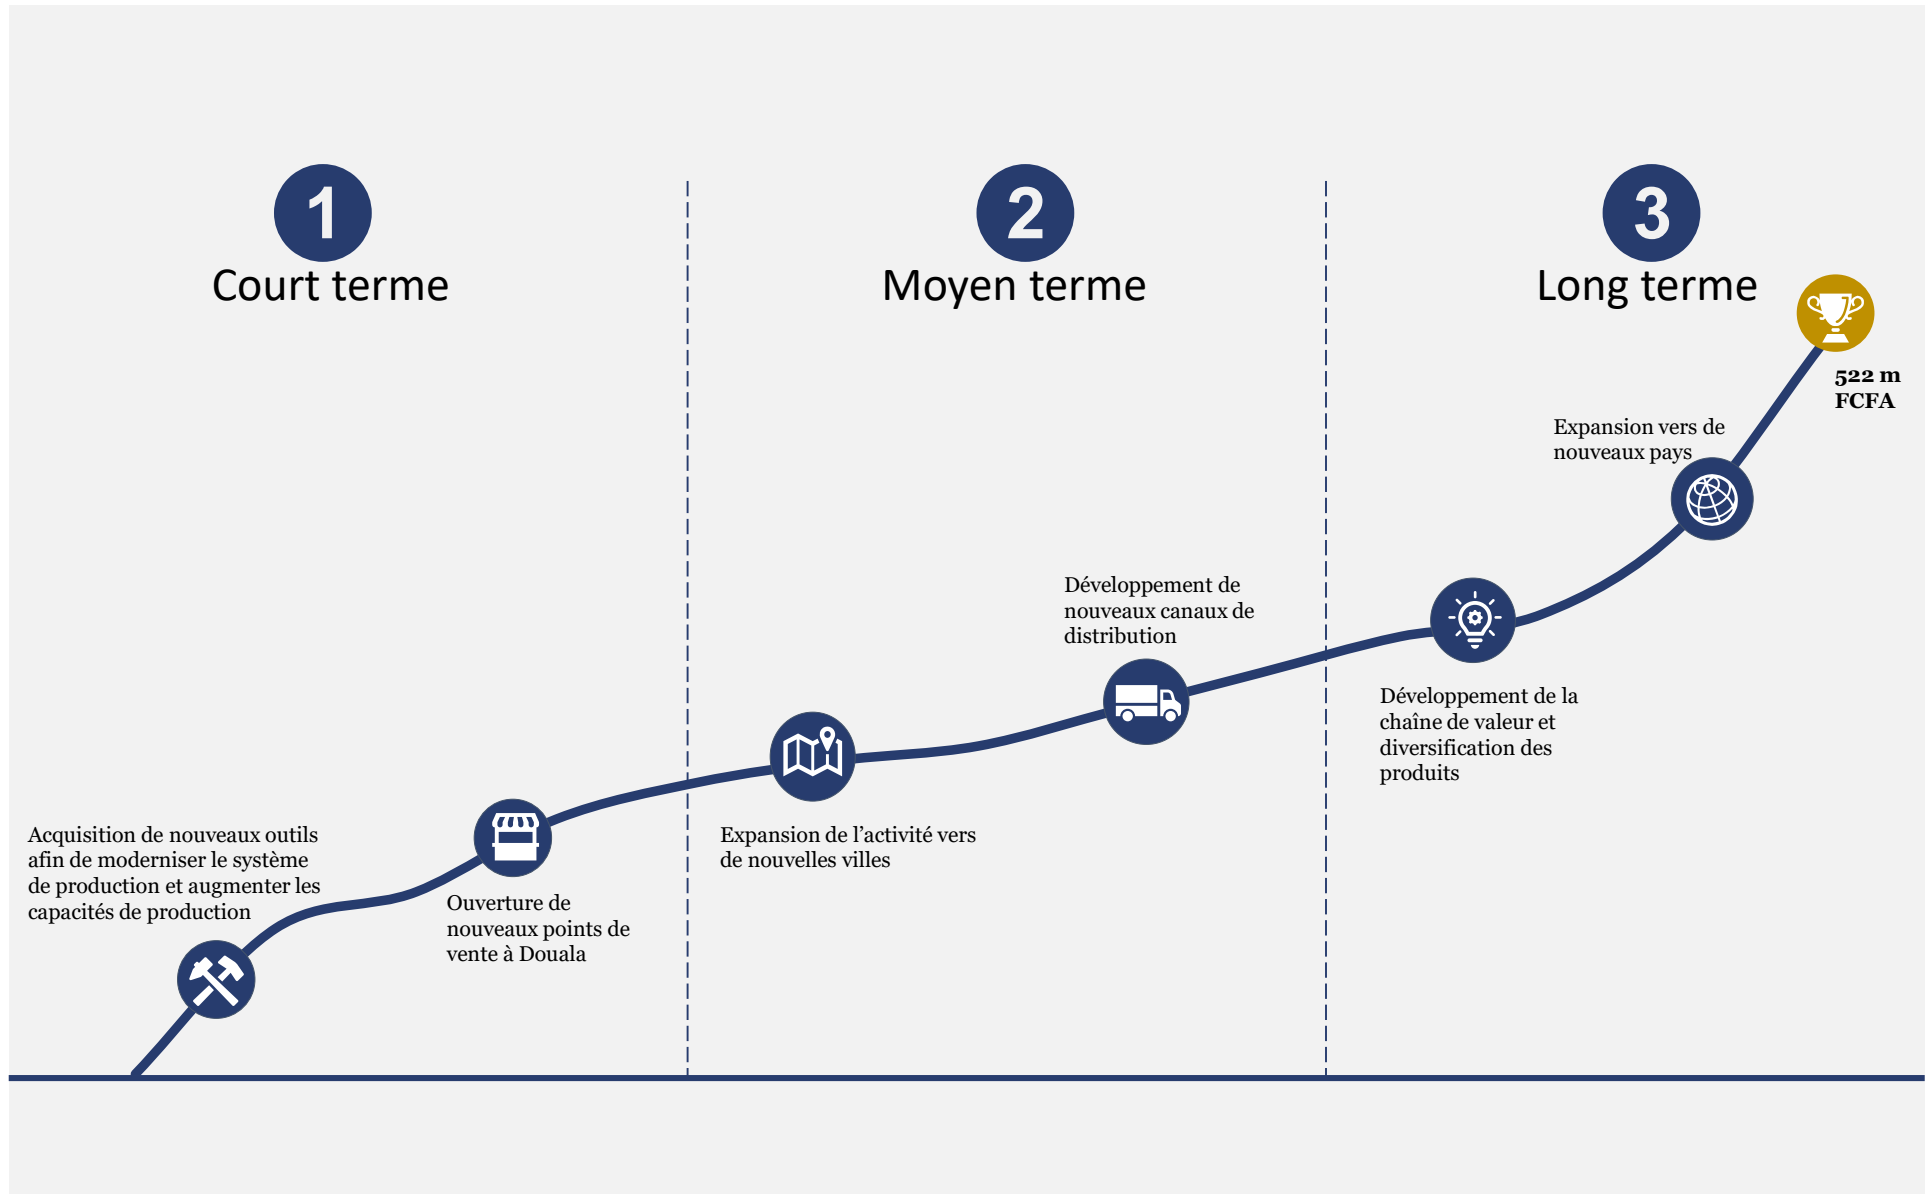 1
Court terme
2
Moyen terme
3
Long terme
522 m
FCFA
Expansion vers de
nouveaux pays
Développement de
nouveaux canaux de
distribution
Développement de la
chaîne de valeur et
diversification des
produits
Acquisition de nouveaux outils
afin de moderniser le système
de production et augmenter les
capacités de production
Ouverture de
nouveaux points de
vente à Douala
Expansion de l’activité vers
de nouvelles villes